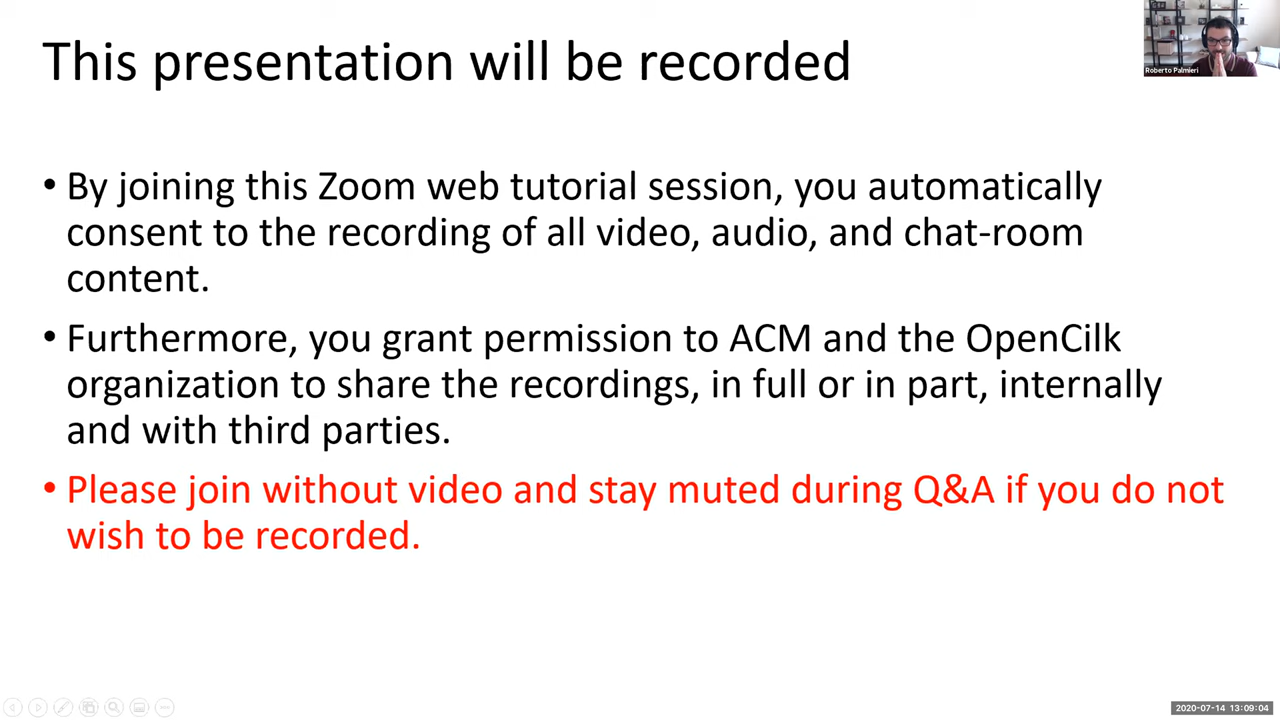 This presentation will be recorded
Roberto Palmieri
• By joining this Zoom web tutorial session, you automatically
consent to the recording of all video, audio, and chat-room
content.
• Furthermore, you grant permission to ACM and the OpenCilk
organization to share the recordings, in full or in part, internally
and with third parties.
• Please join without video and stay muted during Q&A if you do not
wish to be recorded.
2020-07-14 13:09:04